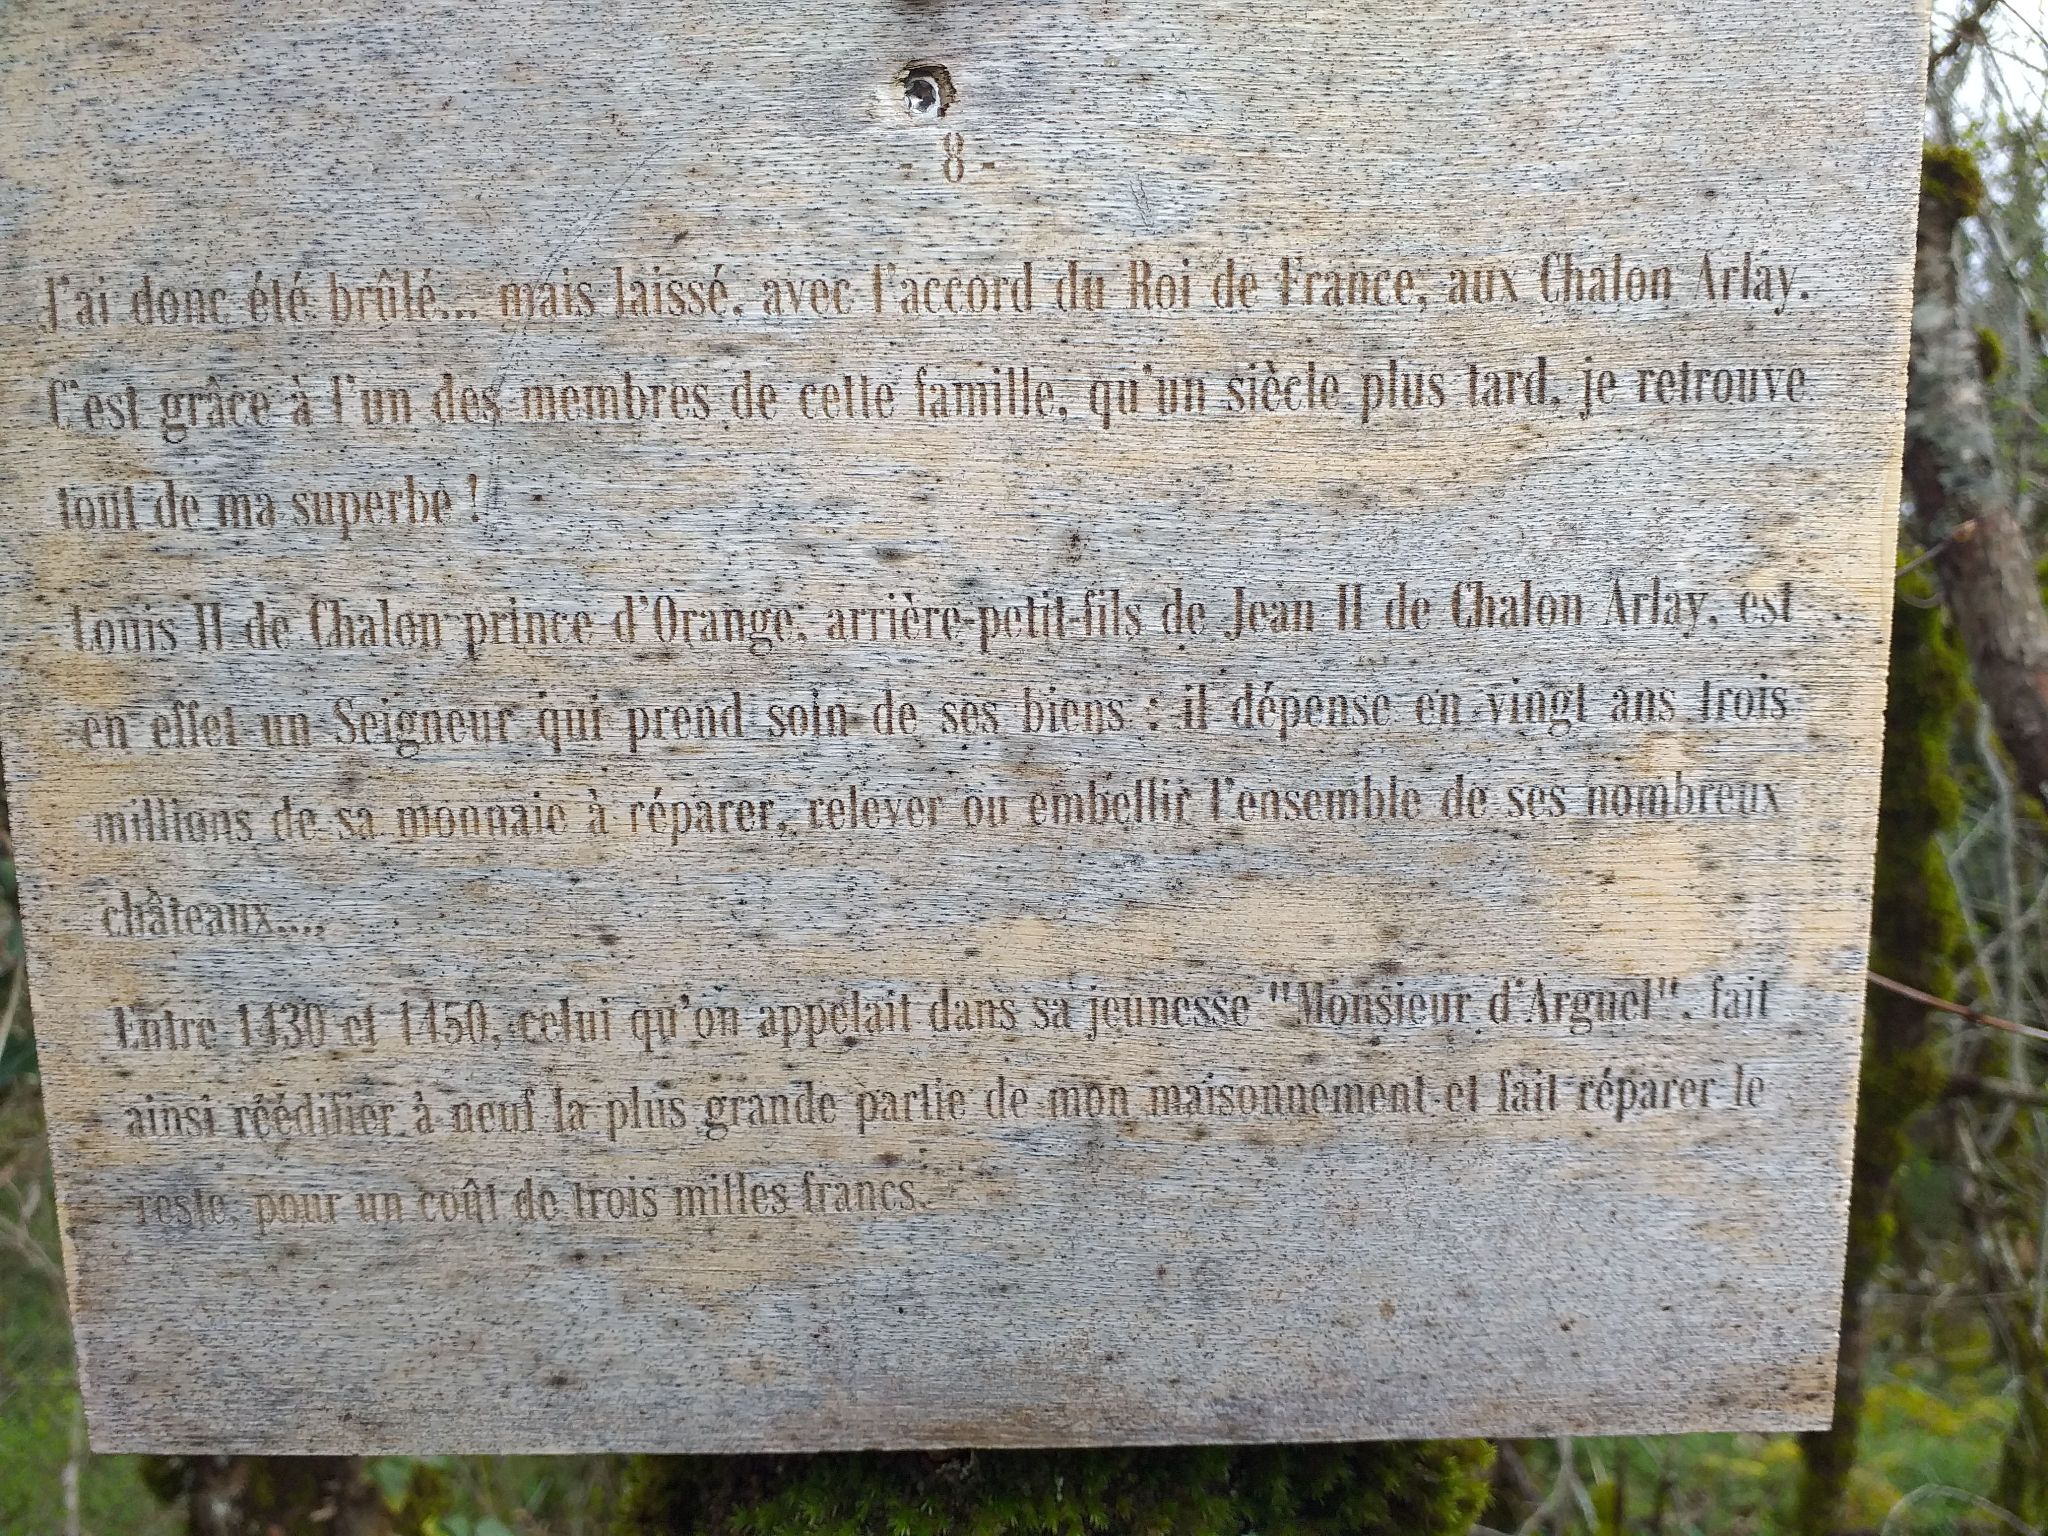 - 8 -
J'ai donc été brûlé... mais laissé, avec l'accord du Roi de France, aux Chalon Arlay.
C'est grâce à l'un des membres de cette famille, qu'un siècle plus tard, je retrouve
tout de ma superbe !
Louis II de Chalon prince d'Orange, arrière-petit-fils de Jean II de Chalon Arlay, est
en effet un Seigneur qui prend soin de ses biens : il dépense en vingt ans trois
millions de sa monnaie à réparer, relever ou embellir l'ensemble de ses nombreux
châteaux....
Entre 1430 et 1450, celui qu'on appelait dans sa jeunesse "Monsieur d'Arguel", fait
ainsi réédifier à neuf la plus grande partie de mon maisonnement et fait réparer le
reste, pour un coût de trois milles francs.